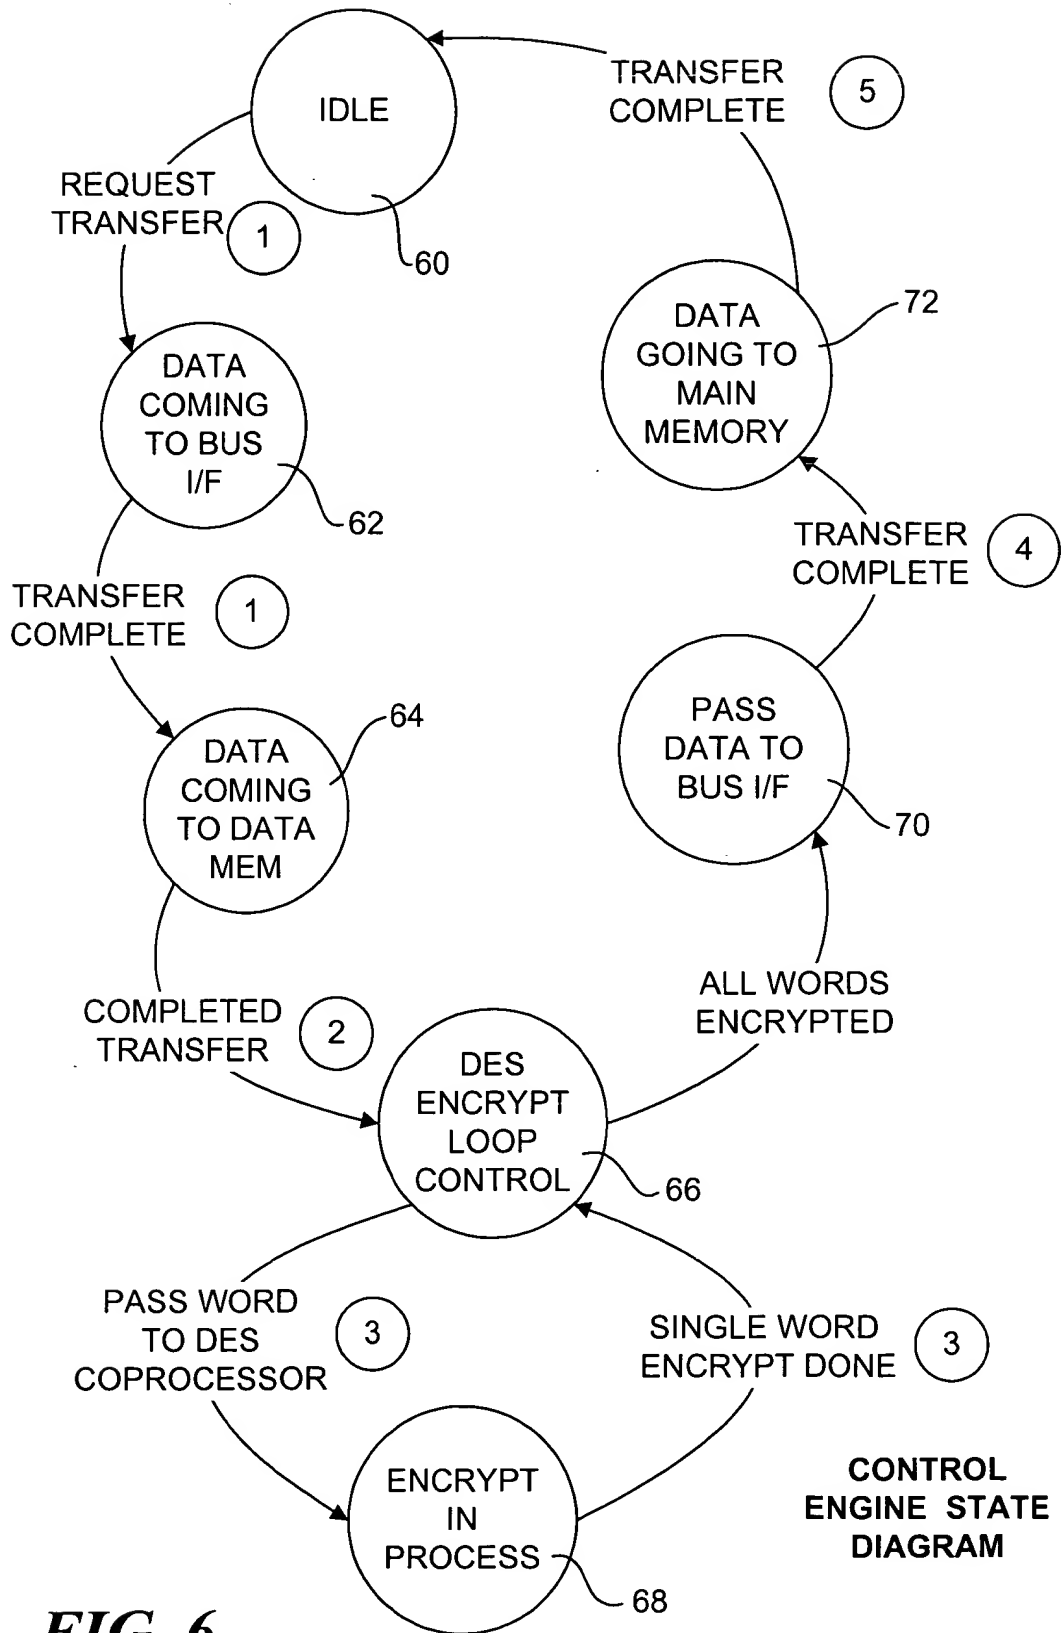 IDLE
60
TRANSFER
COMPLETE
5
REQUEST
TRANSFER
1
DATA
COMING
TO BUS
I/F
62
DATA
GOING TO
MAIN
MEMORY
72
TRANSFER
COMPLETE
1
TRANSFER
COMPLETE
4
DATA
COMING
TO DATA
MEM
64
PASS
DATA TO
BUS I/F
70
COMPLETED
TRANSFER
2
ALL WORDS
ENCRYPTED
DES
ENCRYPT
LOOP
CONTROL
66
PASS WORD
TO DES
COPROCESSOR
3
SINGLE WORD
ENCRYPT DONE
3
ENCRYPT
IN
PROCESS
68
CONTROL
ENGINE STATE
DIAGRAM
FIG. 6